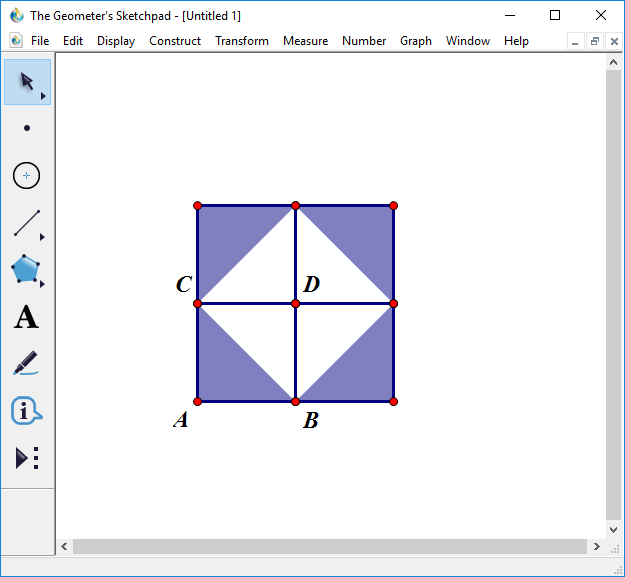 The Geometer's Sketchpad - [Untitled 1]
File Edit Display Construct Transform Measure Number Graph Window Help
A
C D
A B